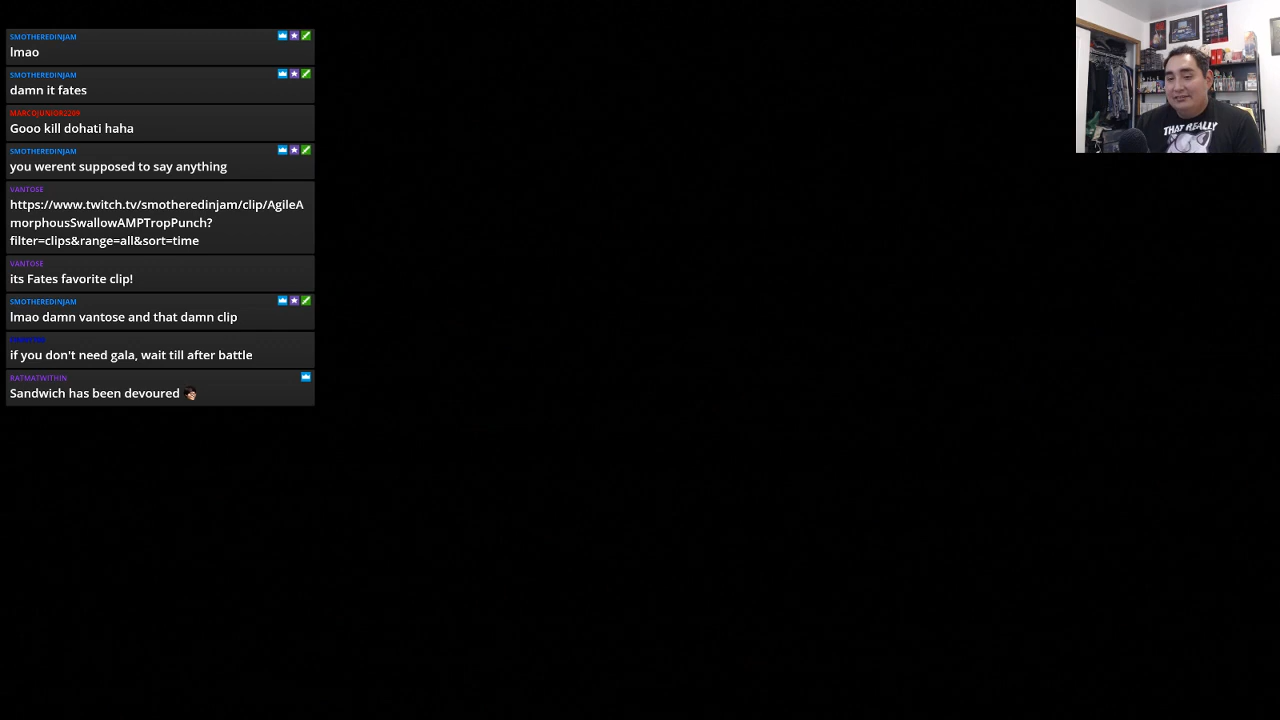 SMOTHEREDINJAM
lmao
SMOTHEREDINJAM
damn it fates
MARCOJUNIOR2209
Gooo kill dohati haha
SMOTHEREDINJAM
you werent supposed to say anything
VANTOSE
https://www.twitch.tv/smotheredinjam/clip/AgileA
morphousSwallowAMPTropPunch?
filter=clips&range=all&sort=time
VANTOSE
its Fates favorite clip!
SMOTHEREDINJAM
lmao damn vantose and that damn clip
if you don't need gala, wait till after battle
RATMATWITHIN
Sandwich has been devoured
THAT REALLY